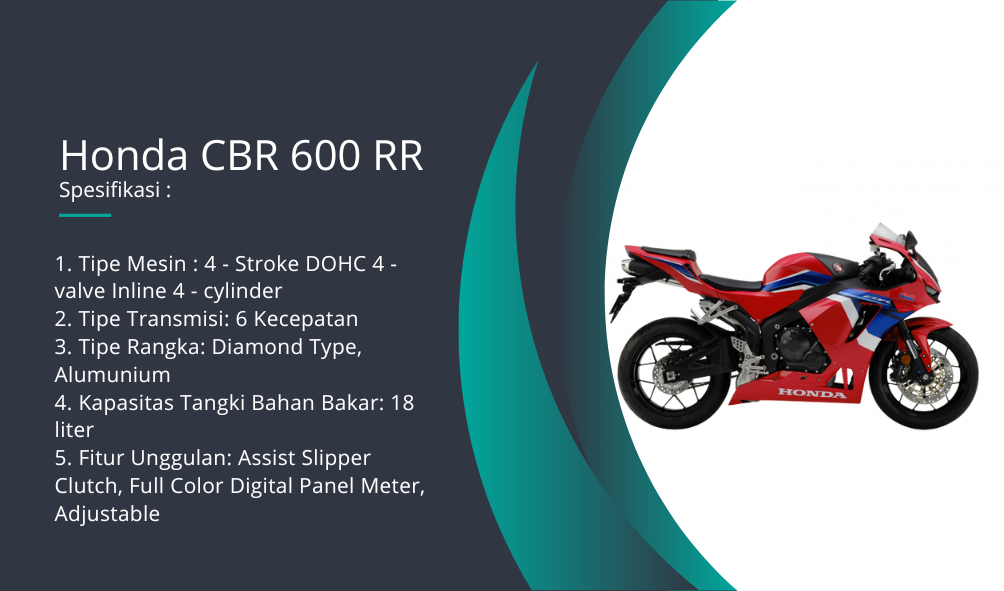 Honda CBR 600 RR
Spesifikasi :
1. Tipe Mesin : 4 - Stroke DOHC 4 -
valve Inline 4 - cylinder
2. Tipe Transmisi: 6 Kecepatan
3. Tipe Rangka: Diamond Type,
Alumunium
4. Kapasitas Tangki Bahan Bakar: 18
liter
5. Fitur Unggulan: Assist Slipper
Clutch, Full Color Digital Panel Meter,
Adjustable
HONDA